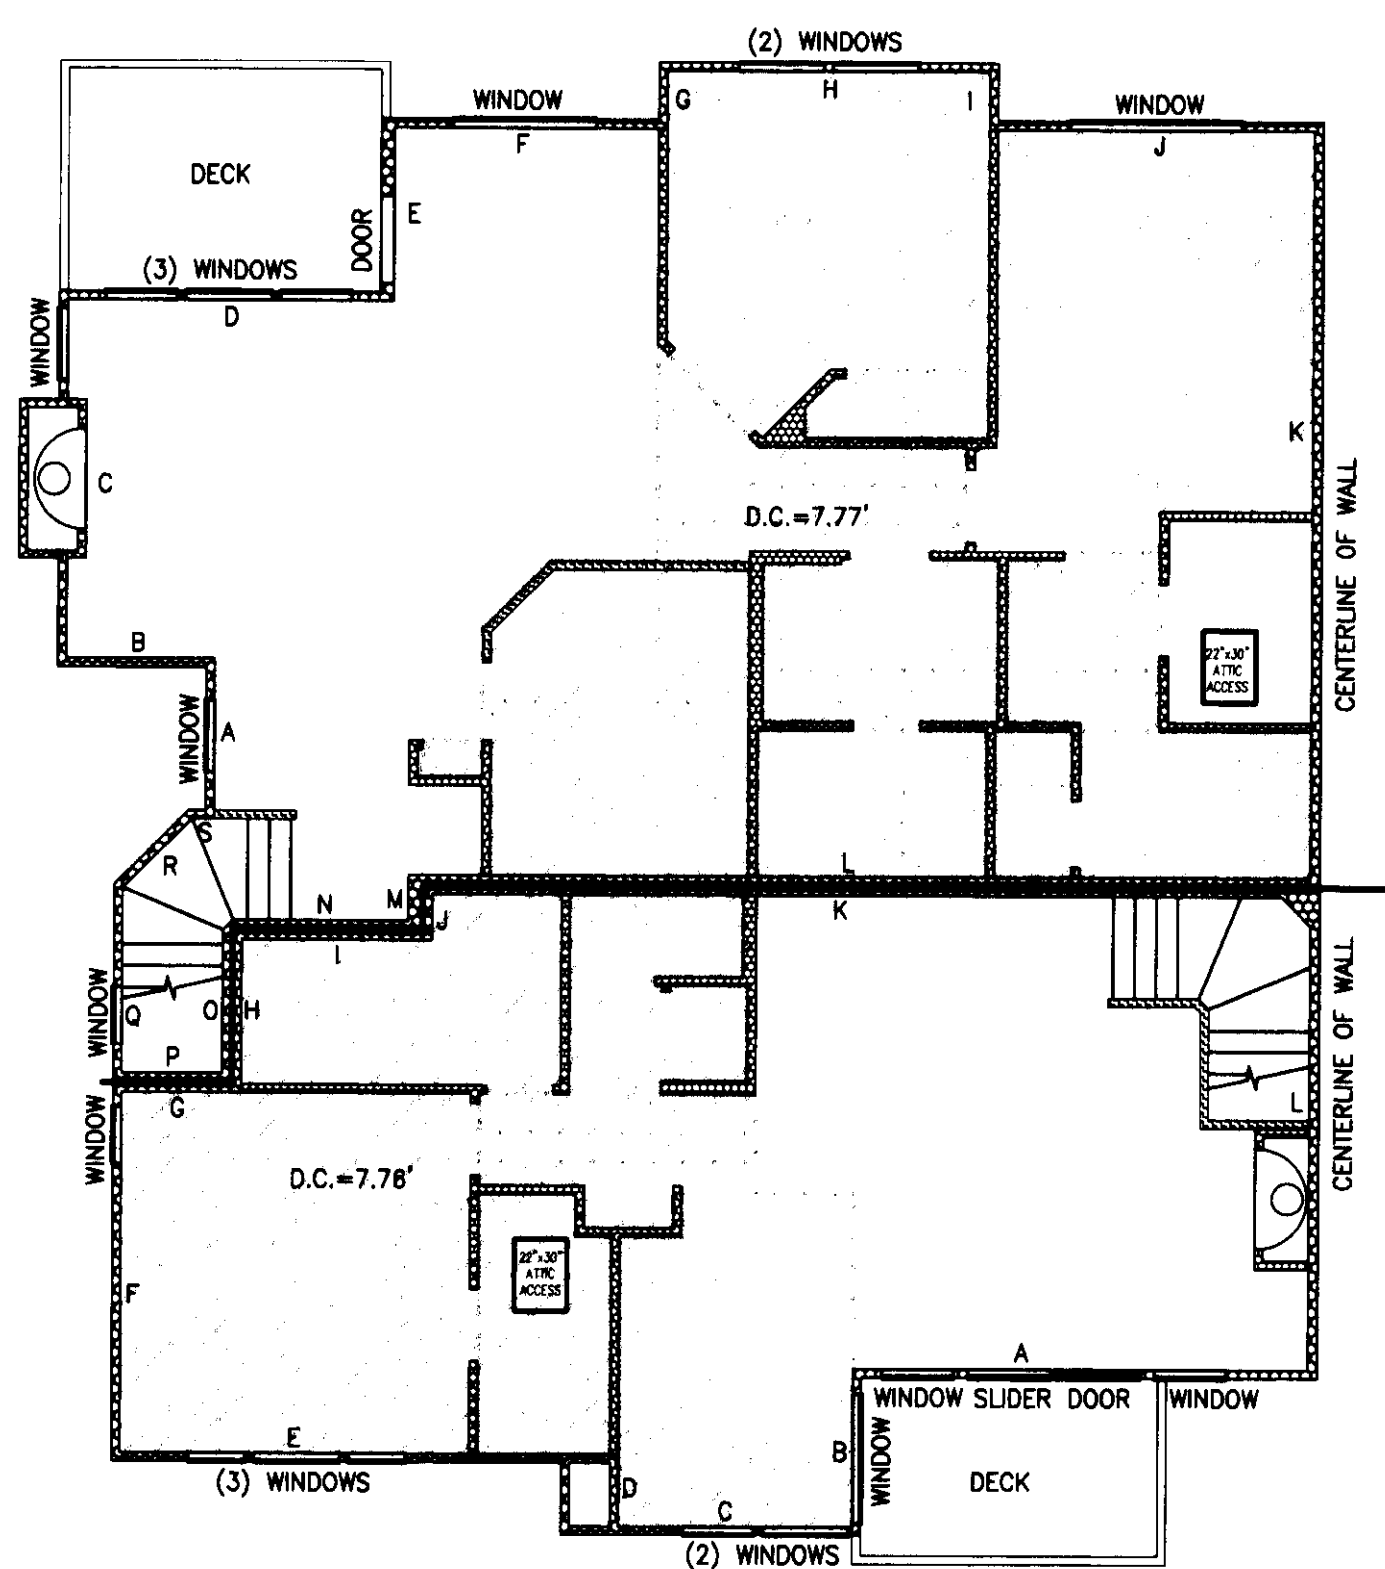 (2) WINDOWS
WINDOW
G
H
I
WINDOW
F
J
DECK
E
DOOR
(3) WINDOWS
D
WINDOW
K
C
D.C.=7.77'
CENTERLINE OF WALL
B
22"x30"
ATTIC
ACCESS
WINDOW
A
S
R
L
N
M
J
K
I
WINDOW
Q
O
H
P
G
WINDOW
L
CENTERLINE OF WALL
D.C.=7.76'
F
22"x30"
ATTIC
ACCESS
A
WINDOW
SLIDER DOOR
WINDOW
E
(3) WINDOWS
B
WINDOW
D
C
DECK
(2) WINDOWS